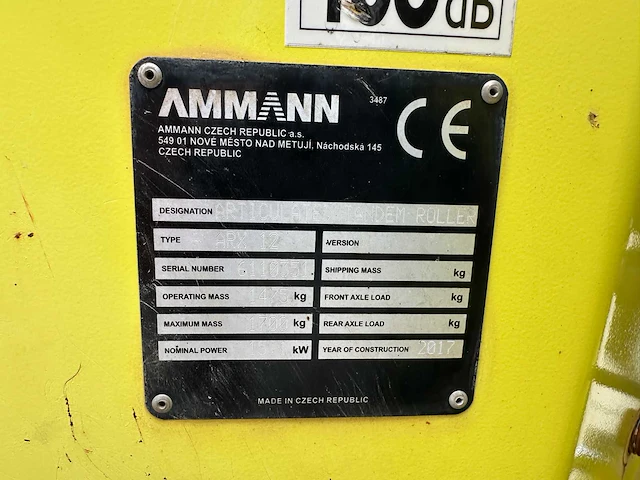 dB
AMMANN
3487
CE
AMMANN CZECH REPUBLIC a.s.
549 01 NOVÉ MĚSTO NAD METUJÍ, Náchodská 145
CZECH REPUBLIC
DESIGNATION ARTICULATED TANDEM ROLLER
TYPE ARX 12 VERSION
SERIAL NUMBER SHIPPING MASS kg
OPERATING MASS kg FRONT AXLE LOAD kg
MAXIMUM MASS kg REAR AXLE LOAD kg
NOMINAL POWER kW YEAR OF CONSTRUCTION 2017
MADE IN CZECH REPUBLIC